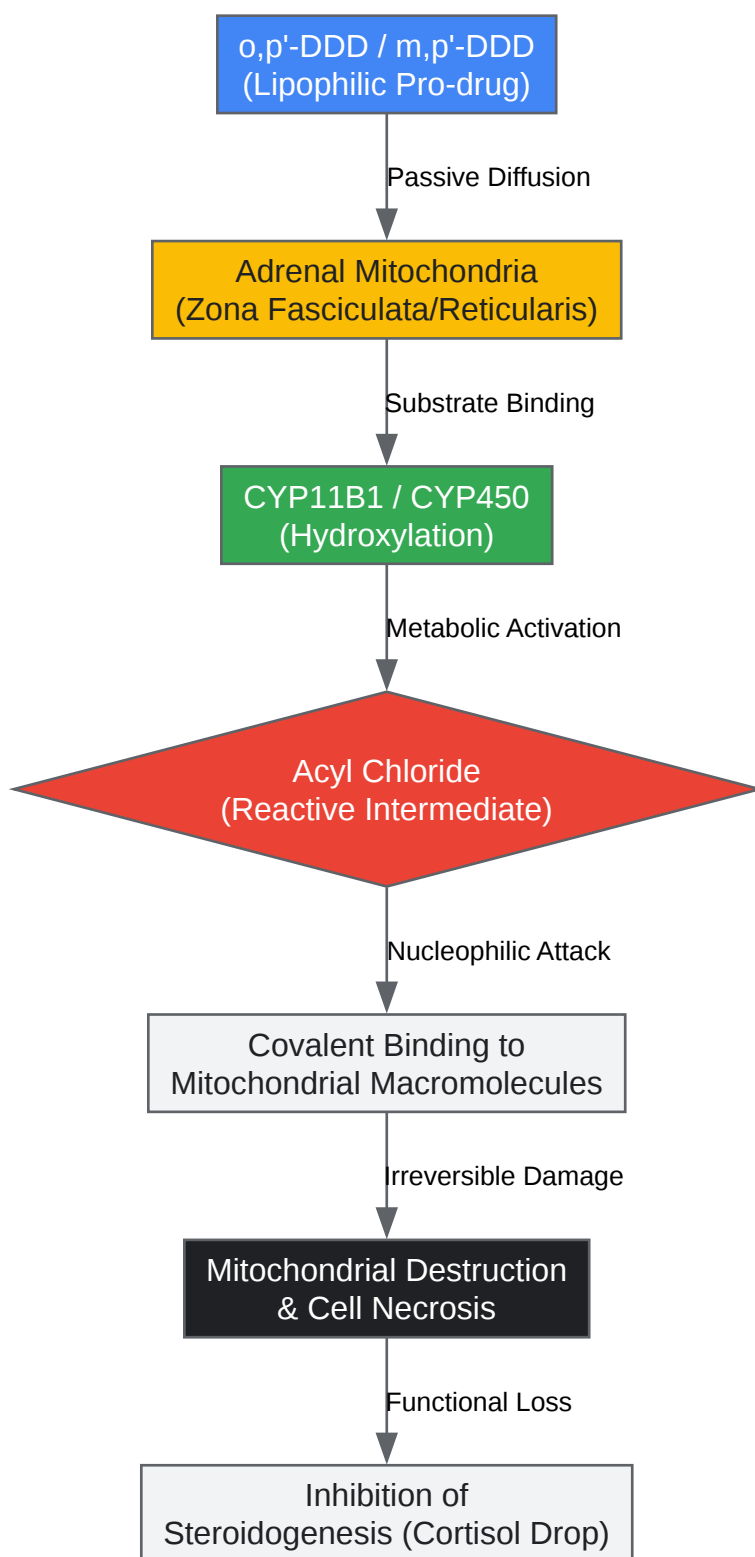 o,p'-DDD / m,p'-DDD
(Lipophilic Pro-drug)
Passive Diffusion
Adrenal Mitochondria
(Zona Fasciculata/Reticularis)
Substrate Binding
CYP11B1 / CYP450
(Hydroxylation)
Metabolic Activation
Acyl Chloride
(Reactive Intermediate)
Nucleophilic Attack
Covalent Binding to
Mitochondrial Macromolecules
Irreversible Damage
Mitochondrial Destruction
& Cell Necrosis
Functional Loss
Inhibition of
Steroidogenesis (Cortisol Drop)